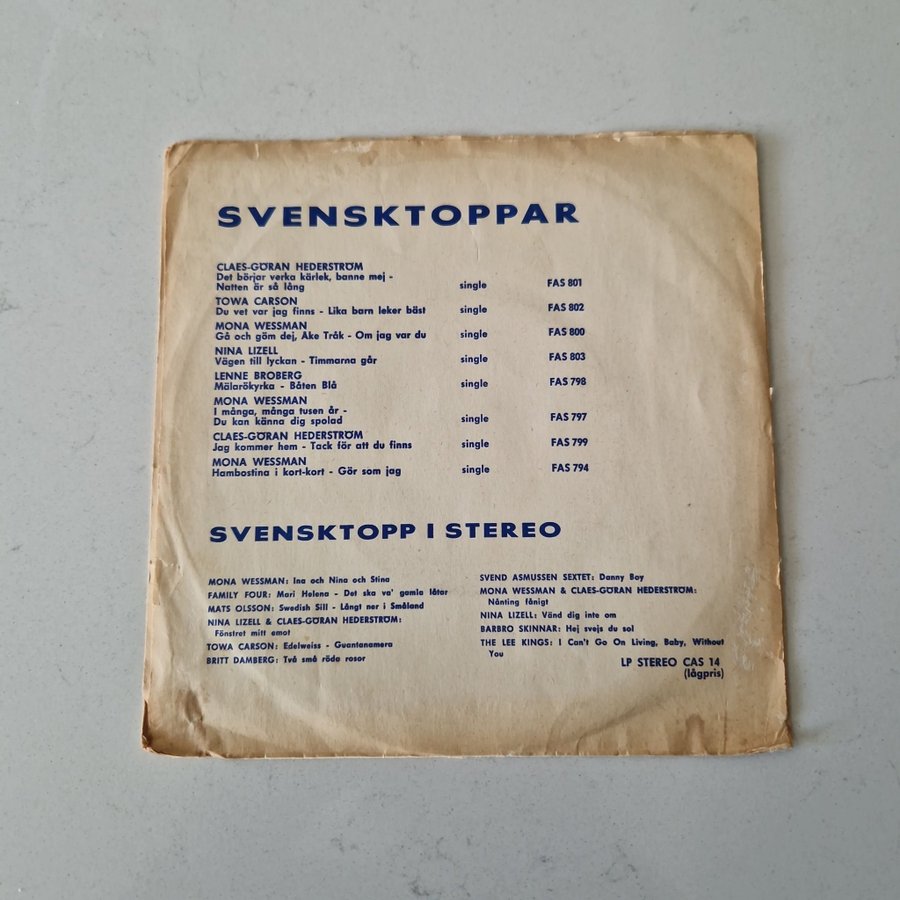 SVENSKTOPPAR
CLAES-GÖRAN HEDERSTRÖM
Det börjar verka kärlek, banne mej -
Natten är så lång single FAS 801
TOWA CARSON
Du vet var jag finns - Lika barn leker bäst single FAS 802
MONA WESSMAN
Gå och göm dej, Åke Tråk - Om jag var du single FAS 800
NINA LIZELL
Vägen till lyckan - Timmarna går single FAS 803
LENNE BROBERG
Mälarökyrka - Båten Blå single FAS 798
MONA WESSMAN
I många, många tusen år -
Du kan känna dig spolad single FAS 797
CLAES-GÖRAN HEDERSTRÖM
Jag kommer hem - Tack för att du finns single FAS 799
MONA WESSMAN
Hambostina i kort-kort - Gör som jag single FAS 794
SVENSKTOPP I STEREO
MONA WESSMAN: Ina och Nina och Stina
FAMILY FOUR: Mari Helena - Det ska va' gamla låtar
MATS OLSSON: Swedish Sill - Långt ner i Småland
NINA LIZELL & CLAES-GÖRAN HEDERSTRÖM:
Fönstret mitt emot
TOWA CARSON: Edelweiss - Guantanamera
BRITT DAMBERG: Två små röda rosor
SVEND ASMUSSEN SEXTET: Danny Boy
MONA WESSMAN & CLAES-GÖRAN HEDERSTRÖM:
Nånting fånigt
NINA LIZELL: Vänd dig inte om
BARBRO SKINNAR: Hej svejs du sol
THE LEE KINGS: I Can't Go On Living, Baby, Without
You
LP STEREO CAS 14
(lågpris)